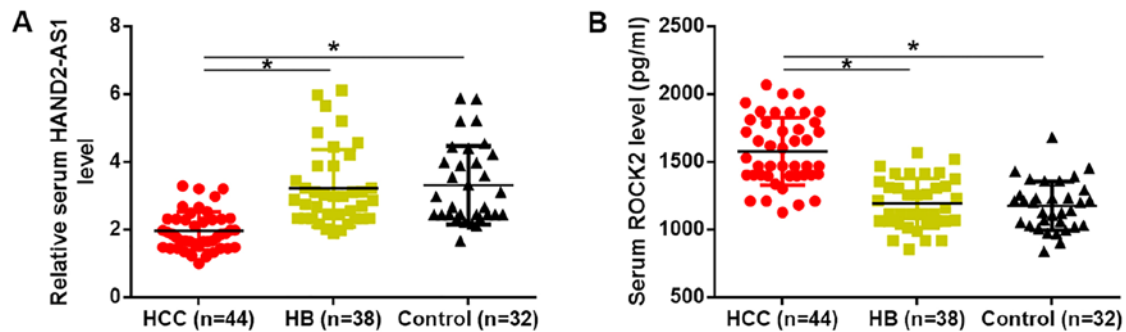 A
Relative serum HAND2-AS1
level
8
6
4
2
0
*
*
HCC (n=44) HB (n=38) Control (n=32)
B
Serum ROCK2 level (pg/ml)
2500
2000
1500
1000
500
*
*
HCC (n=44) HB (n=38) Control (n=32)